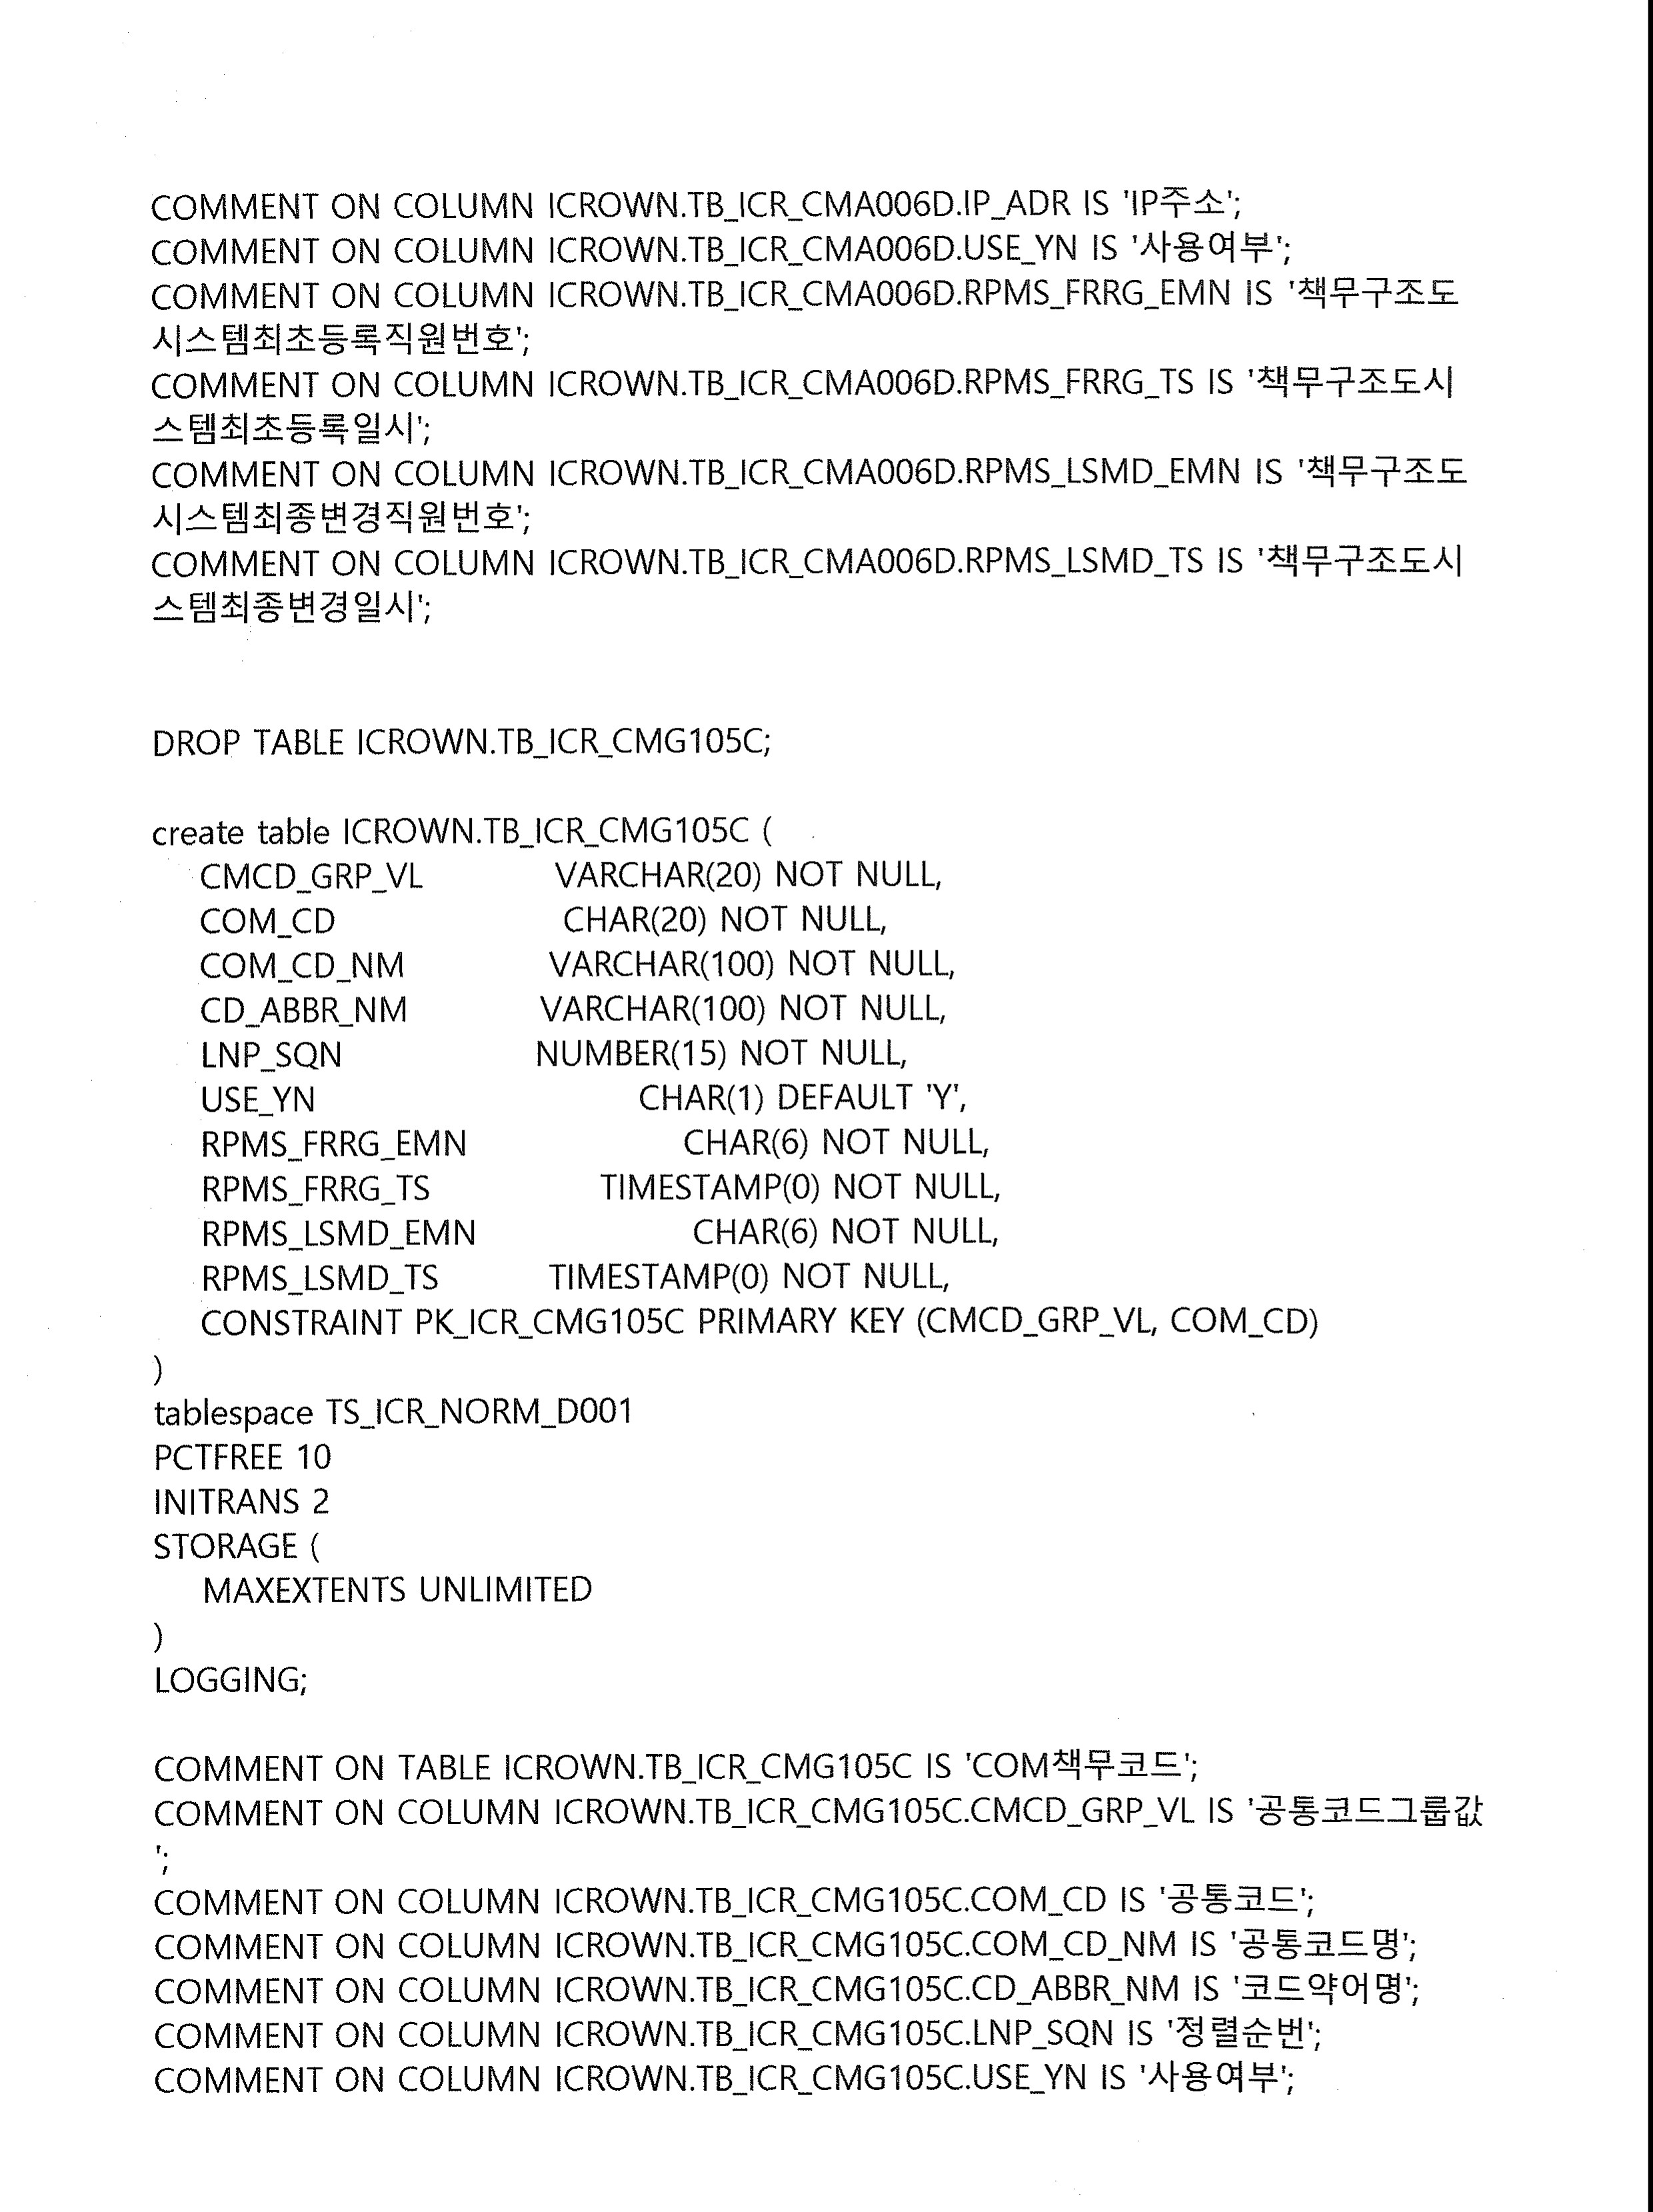 COMMENT ON COLUMN ICROWN.TB_ICR_CMA006D.IP_ADR IS 'IP주소';
COMMENT ON COLUMN ICROWN.TB_ICR_CMA006D.USE_YN IS '사용여부';
COMMENT ON COLUMN ICROWN.TB_ICR_CMA006D.RPMS_FRRG_EMN IS '책무구조도
시스템최초등록직원번호';
COMMENT ON COLUMN ICROWN.TB_ICR_CMA006D.RPMS_FRRG_TS IS '책무구조도시
스템최초등록일시';
COMMENT ON COLUMN ICROWN.TB_ICR_CMA006D.RPMS_LSMD_EMN IS '책무구조도
시스템최종변경직원번호';
COMMENT ON COLUMN ICROWN.TB_ICR_CMA006D.RPMS_LSMD_TS IS '책무구조도시
스템최종변경일시';
DROP TABLE ICROWN.TB_ICR_CMG105C;
create table ICROWN.TB_ICR_CMG105C (
CMCD_GRP_VL VARCHAR(20) NOT NULL,
COM_CD CHAR(20) NOT NULL,
COM_CD_NM VARCHAR(100) NOT NULL,
CD_ABBR_NM VARCHAR(100) NOT NULL,
LNP_SQN NUMBER(15) NOT NULL,
USE_YN CHAR(1) DEFAULT 'Y',
RPMS_FRRG_EMN CHAR(6) NOT NULL,
RPMS_FRRG_TS TIMESTAMP(0) NOT NULL,
RPMS_LSMD_EMN CHAR(6) NOT NULL,
RPMS_LSMD_TS TIMESTAMP(0) NOT NULL,
CONSTRAINT PK_ICR_CMG105C PRIMARY KEY (CMCD_GRP_VL, COM_CD)
)
tablespace TS_ICR_NORM_D001
PCTFREE 10
INITRANS 2
STORAGE (
MAXEXTENTS UNLIMITED
)
LOGGING;
COMMENT ON TABLE ICROWN.TB_ICR_CMG105C IS 'COM책무코드';
COMMENT ON COLUMN ICROWN.TB_ICR_CMG105C.CMCD_GRP_VL IS '공통코드그룹값
';
COMMENT ON COLUMN ICROWN.TB_ICR_CMG105C.COM_CD IS '공통코드';
COMMENT ON COLUMN ICROWN.TB_ICR_CMG105C.COM_CD_NM IS '공통코드명';
COMMENT ON COLUMN ICROWN.TB_ICR_CMG105C.CD_ABBR_NM IS '코드약어명';
COMMENT ON COLUMN ICROWN.TB_ICR_CMG105C.LNP_SQN IS '정렬순번';
COMMENT ON COLUMN ICROWN.TB_ICR_CMG105C.USE_YN IS '사용여부';